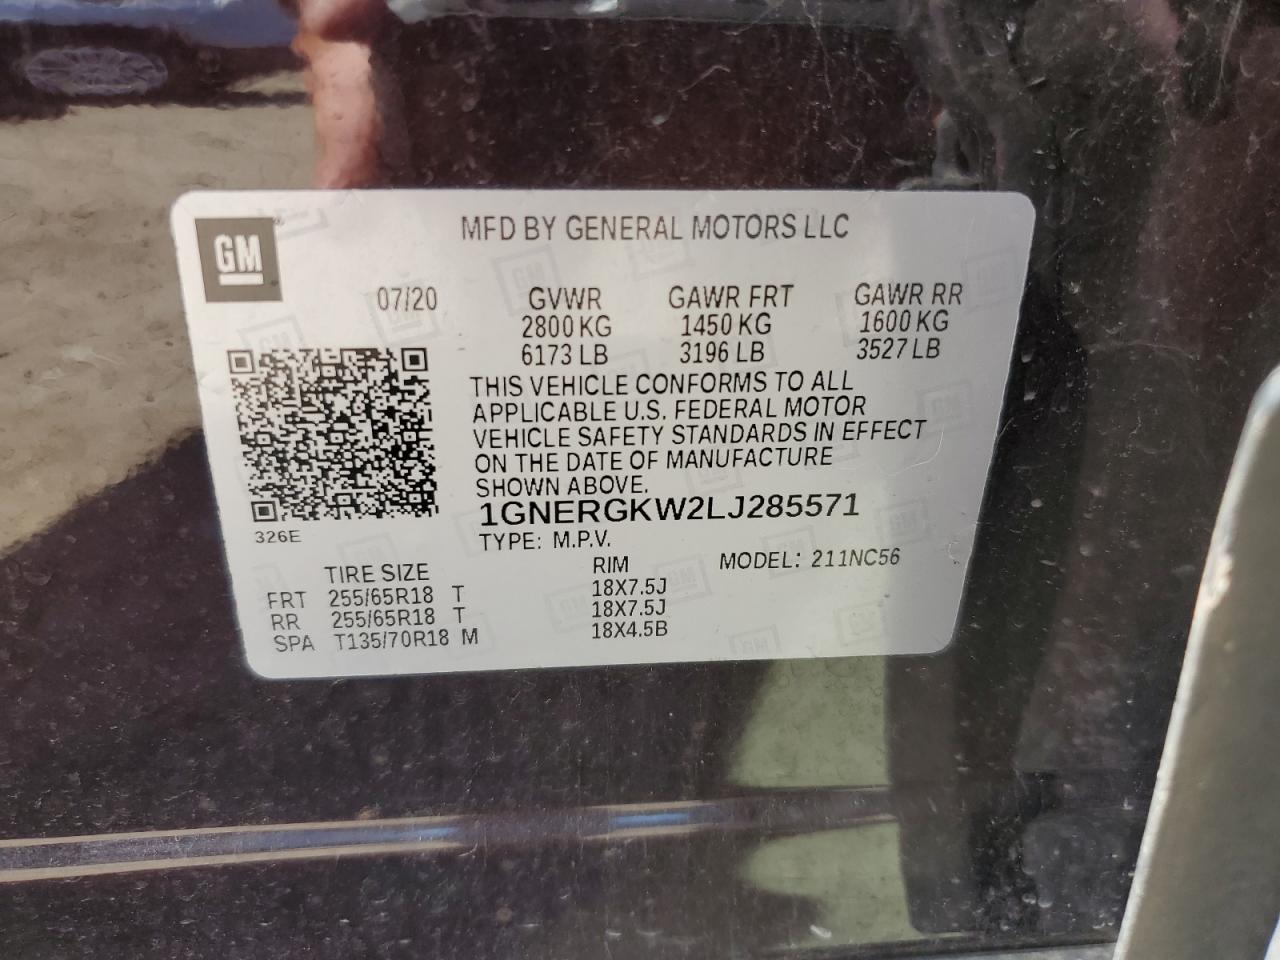 GM
MFD BY GENERAL MOTORS LLC
07/20 GVWR GAWR FRT GAWR RR
2800 KG 1450 KG 1600 KG
6173 LB 3196 LB 3527 LB
THIS VEHICLE CONFORMS TO ALL
APPLICABLE U.S. FEDERAL MOTOR
VEHICLE SAFETY STANDARDS IN EFFECT
ON THE DATE OF MANUFACTURE
SHOWN ABOVE.
1GNERGKW2LJ285571
326E
TYPE: M.P.V.
TIRE SIZE RIM MODEL: 211NC56
FRT 255/65R18 T 18X7.5J
RR 255/65R18 T 18X7.5J
SPA T135/70R18 M 18X4.5B